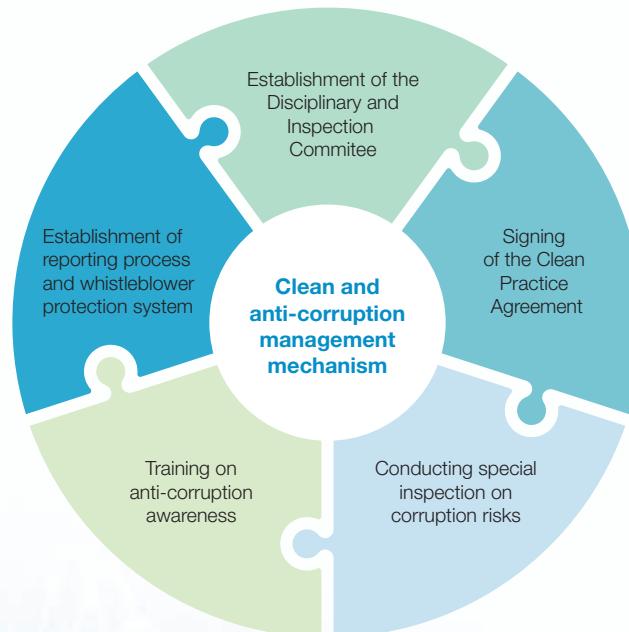 Establishment of the
Disciplinary and
Inspection
Commitee
Signing
of the Clean
Practice
Agreement
Conducting special
inspection on
corruption risks
Training on
anti-corruption
awareness
Establishment of
reporting process
and whistleblower
protection system
Clean and
anti-corruption
management
mechanism